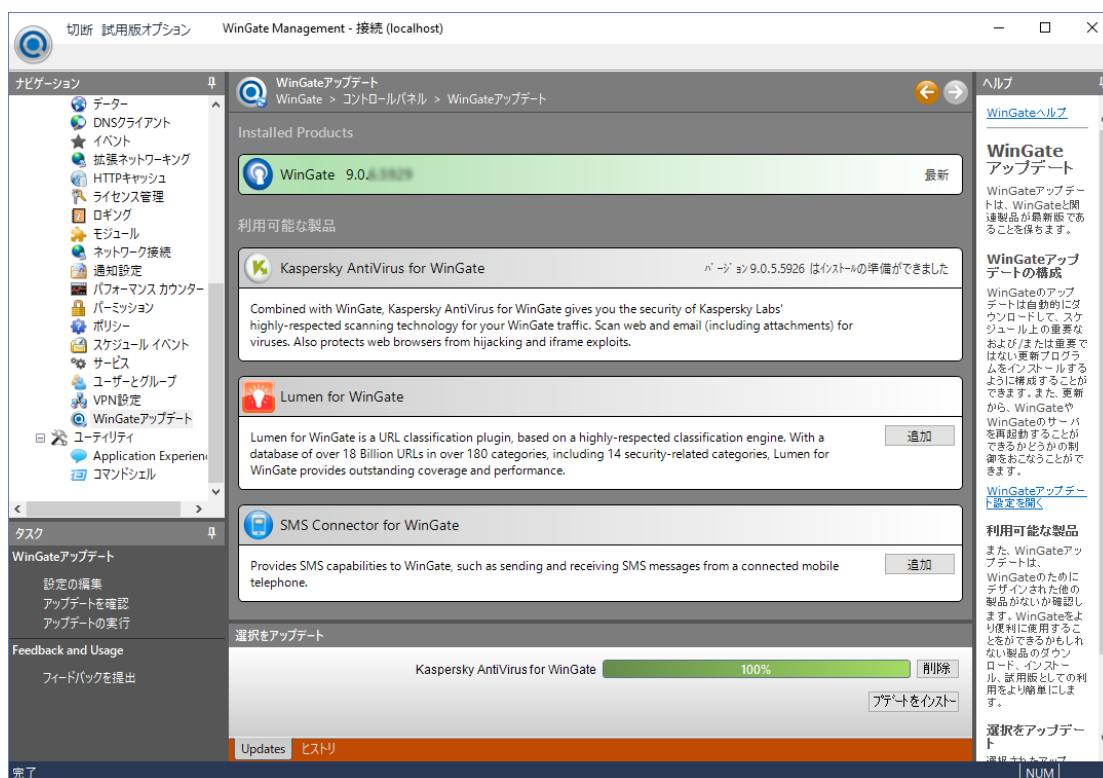 切断 試用版オプション
WinGate Management - 接続 (localhost)
ナビゲーション
データー
DNSクライアント
イベント
拡張ネットワーキング
HTTPキャッシュ
ライセンス管理
ロギング
モジュール
ネットワーク接続
通知設定
パフォーマンス カウンター
パーミッション
ポリシー
スケジュール イベント
サービス
ユーザーとグループ
VPN設定
WinGateアップデート
ユーティリティ
Application Experien
コマンドシェル
タスク
WinGateアップデート
設定の編集
アップデートを確認
アップデートの実行
Feedback and Usage
フィードバックを提出
WinGateアップデート
WinGate > コントロールパネル > WinGateアップデート
Installed Products
WinGate 9.0.
最新
利用可能な製品
Kaspersky AntiVirus for WinGate
バージョン9.0.5.5926 はインストールの準備ができました
Combined with WinGate, Kaspersky AntiVirus for WinGate gives you the security of Kaspersky Labs'
highly-respected scanning technology for your WinGate traffic. Scan web and email (including attachments) for
viruses. Also protects web browsers from hijacking and iframe exploits.
Lumen for WinGate
Lumen for WinGate is a URL classification plugin, based on a highly-respected classification engine. With a
database of over 18 Billion URLs in over 180 categories, including 14 security-related categories, Lumen for
WinGate provides outstanding coverage and performance.
追加
SMS Connector for WinGate
Provides SMS capabilities to WinGate, such as sending and receiving SMS messages from a connected mobile
telephone.
追加
選択をアップデート
Kaspersky AntiVirus for WinGate
100%
削除
プデートをインストー
Updates
ヒストリ
ヘルプ
WinGateヘルプ
WinGate
アップデート
WinGateアップデー
トは、WinGateと関
連製品が最新版であ
ることを保ちます。
WinGateアップ
デートの構成
WinGateのアップ
デートは自動的にダ
ウンロードして、スケ
ジュール上の重要な
および/または重要で
はない更新プログラ
ムをインストールする
ように構成することが
できます。また、更新
から、WinGateや
WinGateのサーバ
を再起動することが
できるかどうかの制
御をおこなうことがで
きます。
WinGateアップデー
ト設定を開く
利用可能な製品
また、WinGateアッ
プデートは、
WinGateのために
デザインされた他の
製品がないか確認し
ます。WinGateをよ
り便利に使用するこ
とをができるかもしれ
ない製品のダウン
ロード、インストー
ル、試用版としての利
用をより簡単にしま
す。
選択をアップデー
ト
完了
NUM